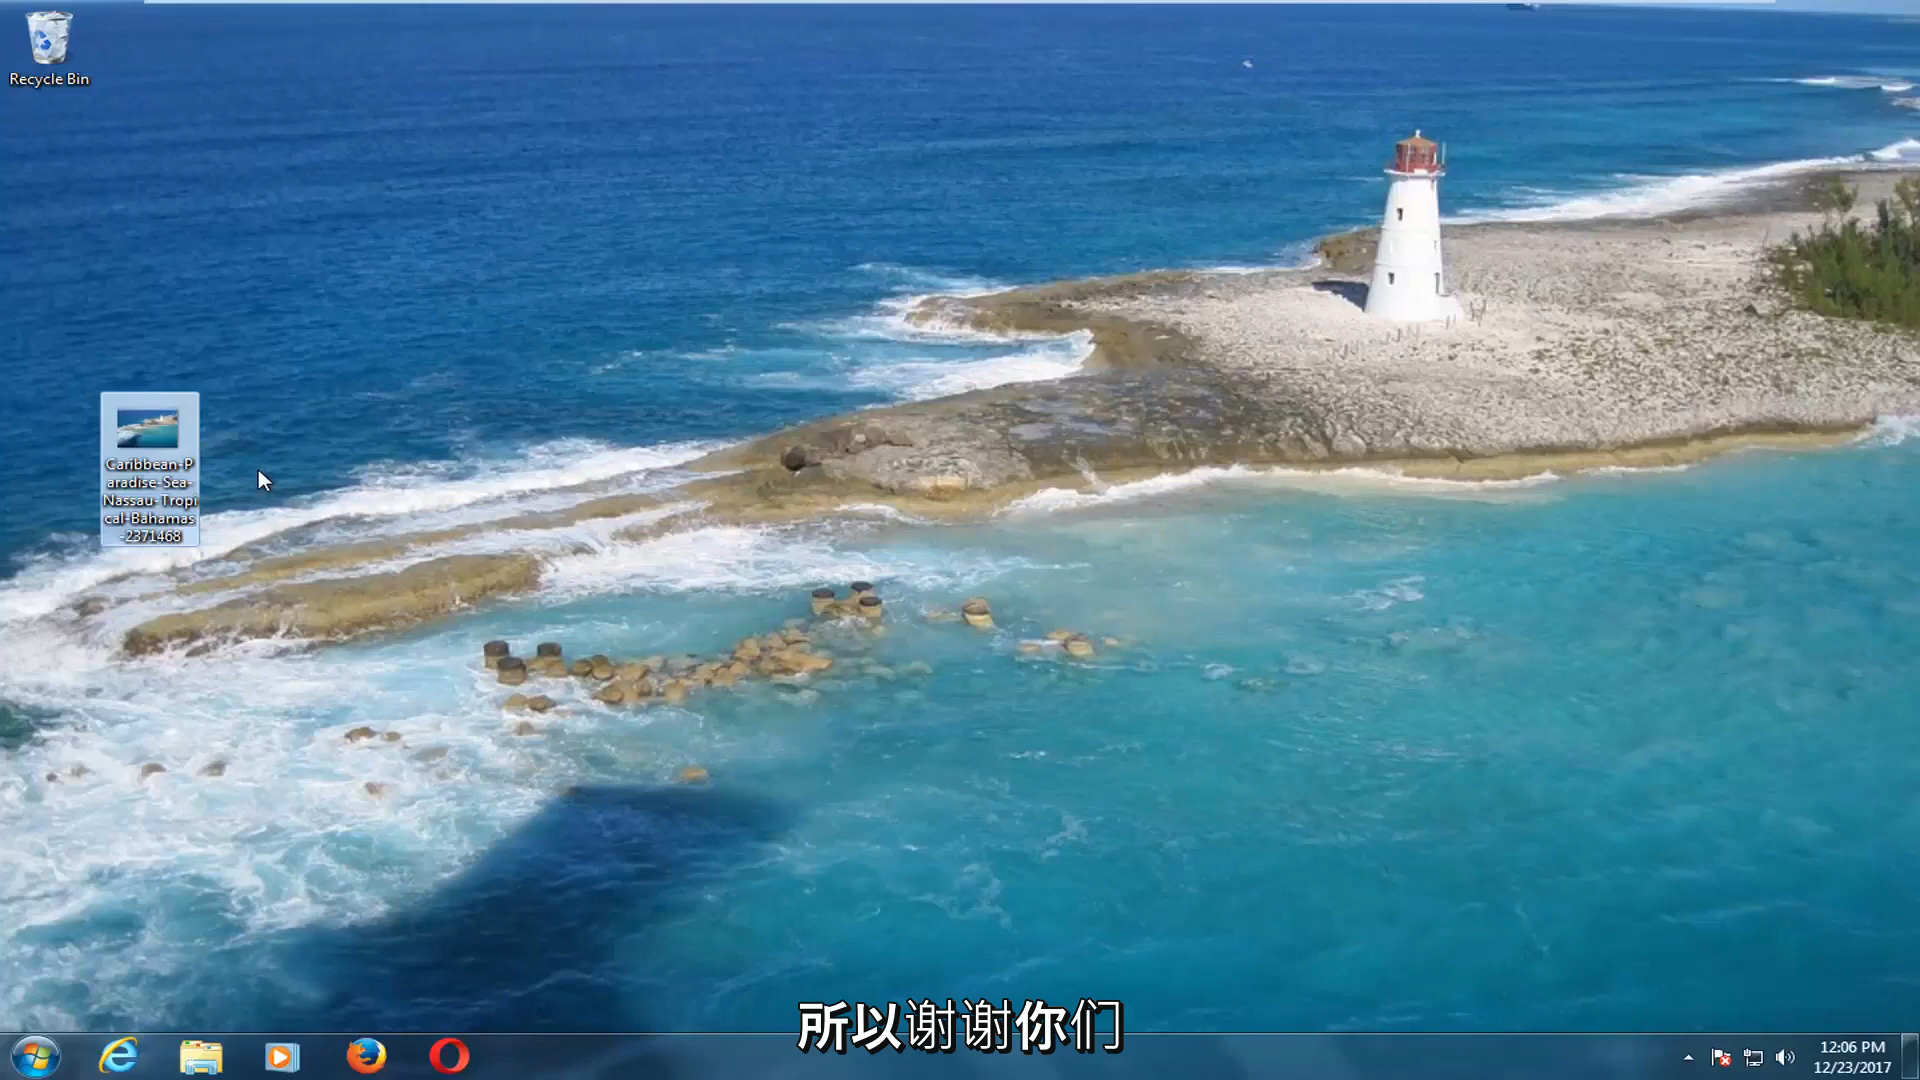 Recycle Bin
Caribbean-P
aradise-Sea-
Nassau-Tropi
cal-Bahamas
-2371468
所以谢谢你们
12:06 PM
12/23/2017